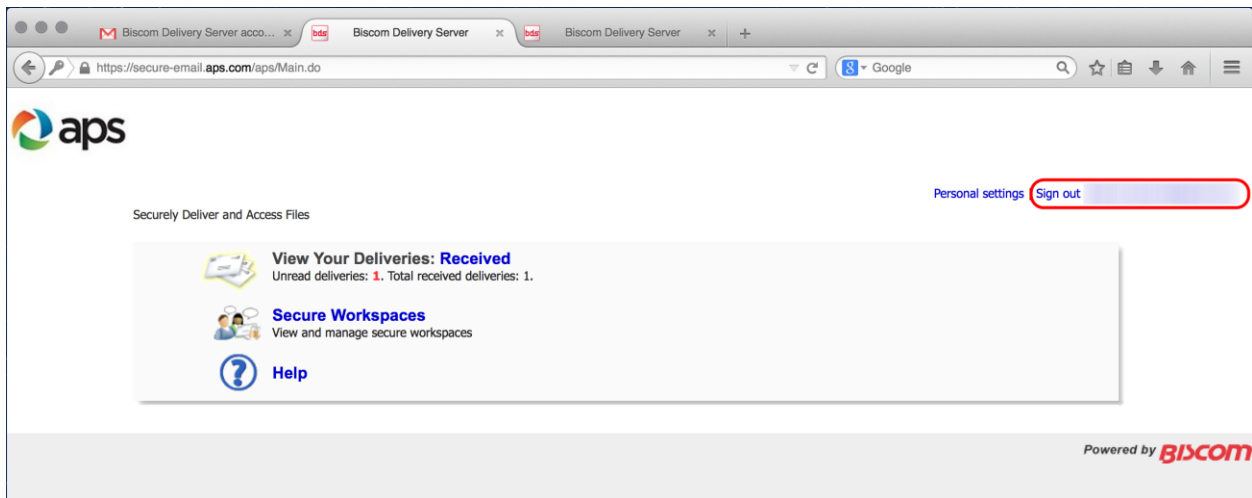 Biscom Delivery Server acco...
bds
Biscom Delivery Server
bds
Biscom Delivery Server
https://secure-email.aps.com/aps/Main.do
8
Google
aps
Personal settings
Sign out
Securely Deliver and Access Files
View Your Deliveries: Received
Unread deliveries: 1. Total received deliveries: 1.
Secure Workspaces
View and manage secure workspaces
?
Help
Powered by BISCOM